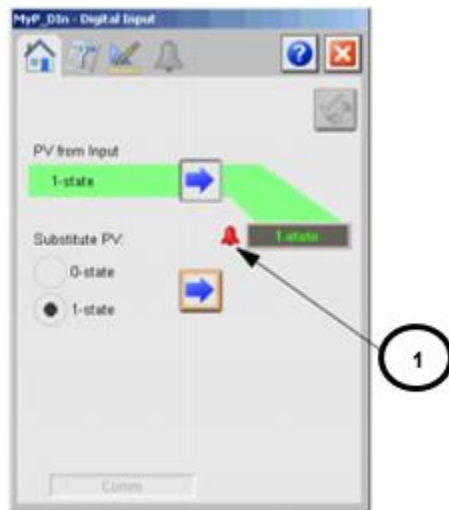 MyP_DIn - Digital Input
PV from Input
1-state
1-state
Substitute PV:
0-state
1-state
1
Comm